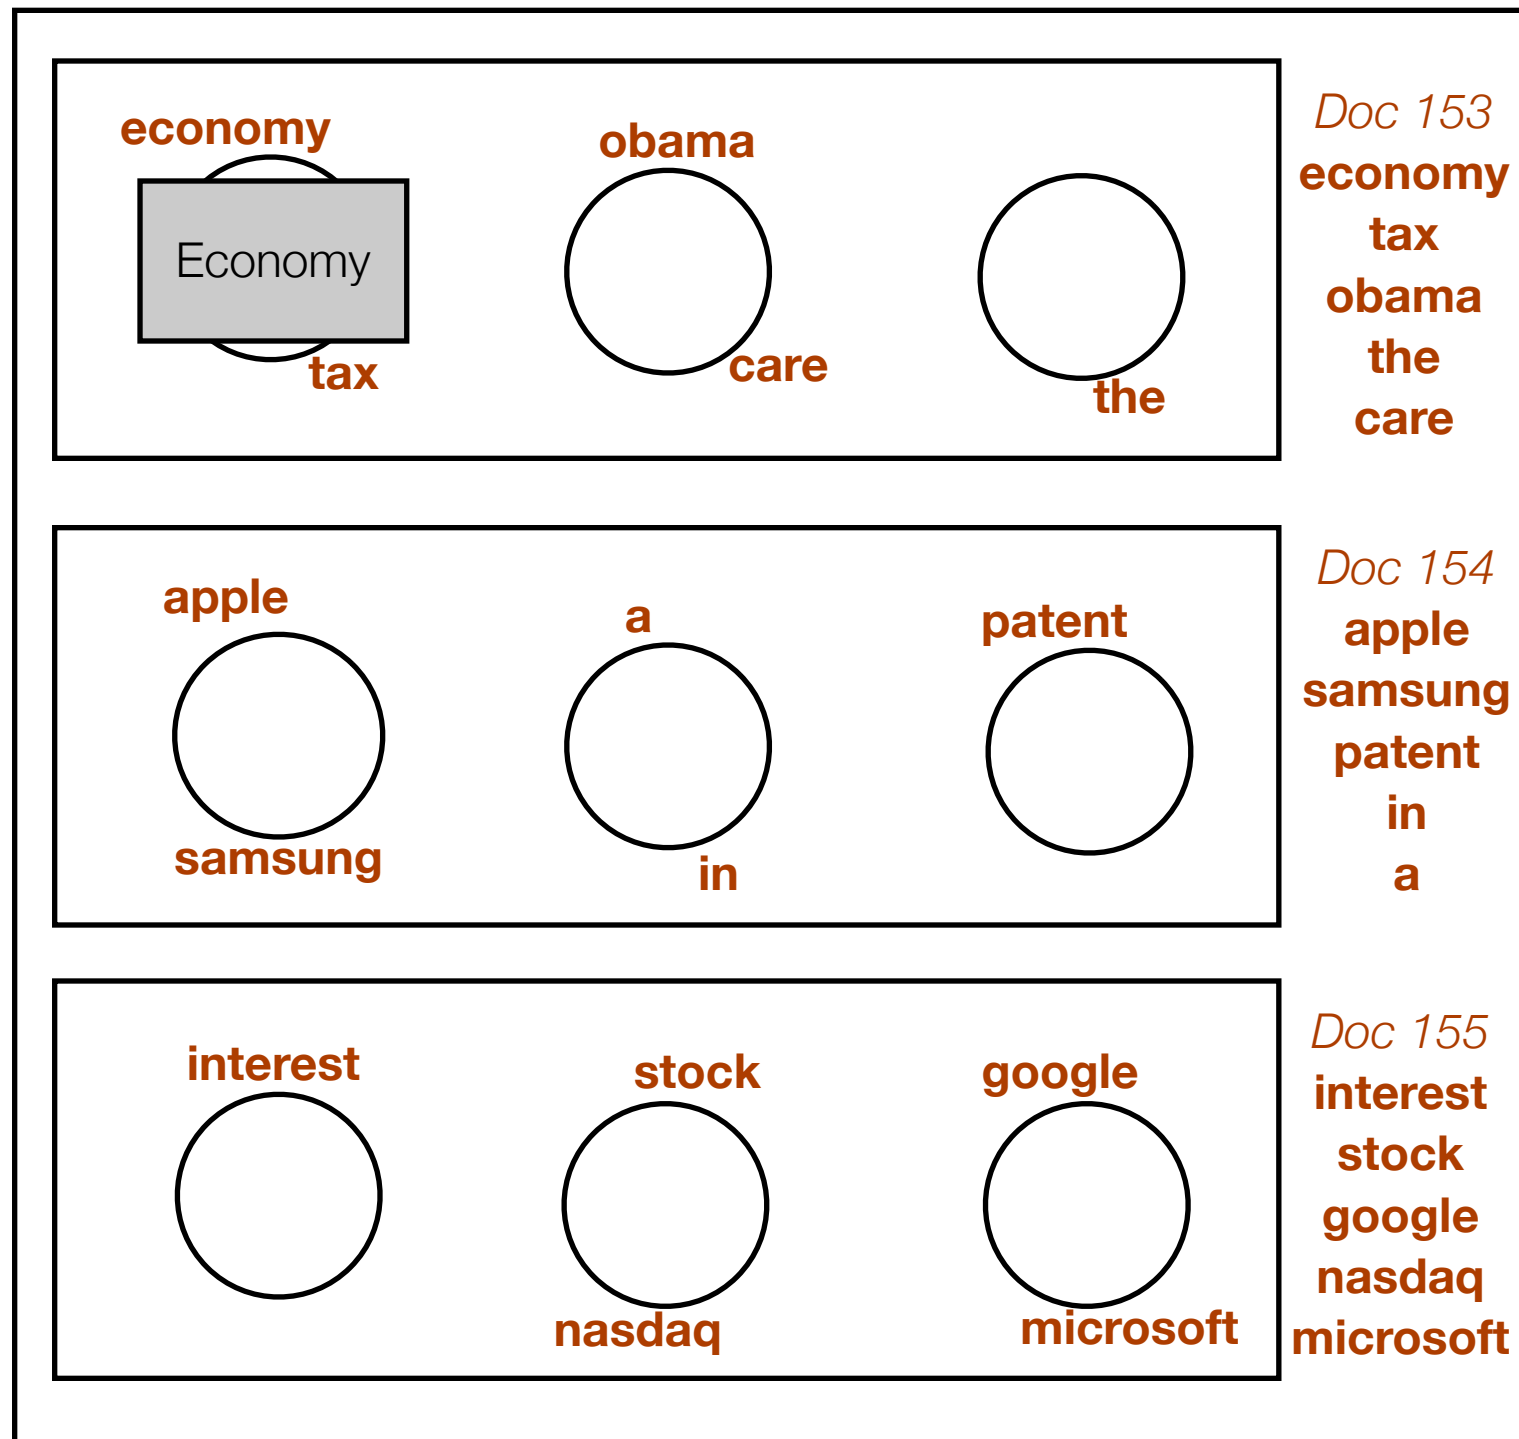 economy
Economy
tax
obama
care
the
Doc 153
economy
tax
obama
the
care
apple
samsung
a
in
patent
Doc 154
apple
samsung
patent
in
a
interest
stock
nasdaq
google
microsoft
Doc 155
interest
stock
google
nasdaq
microsoft